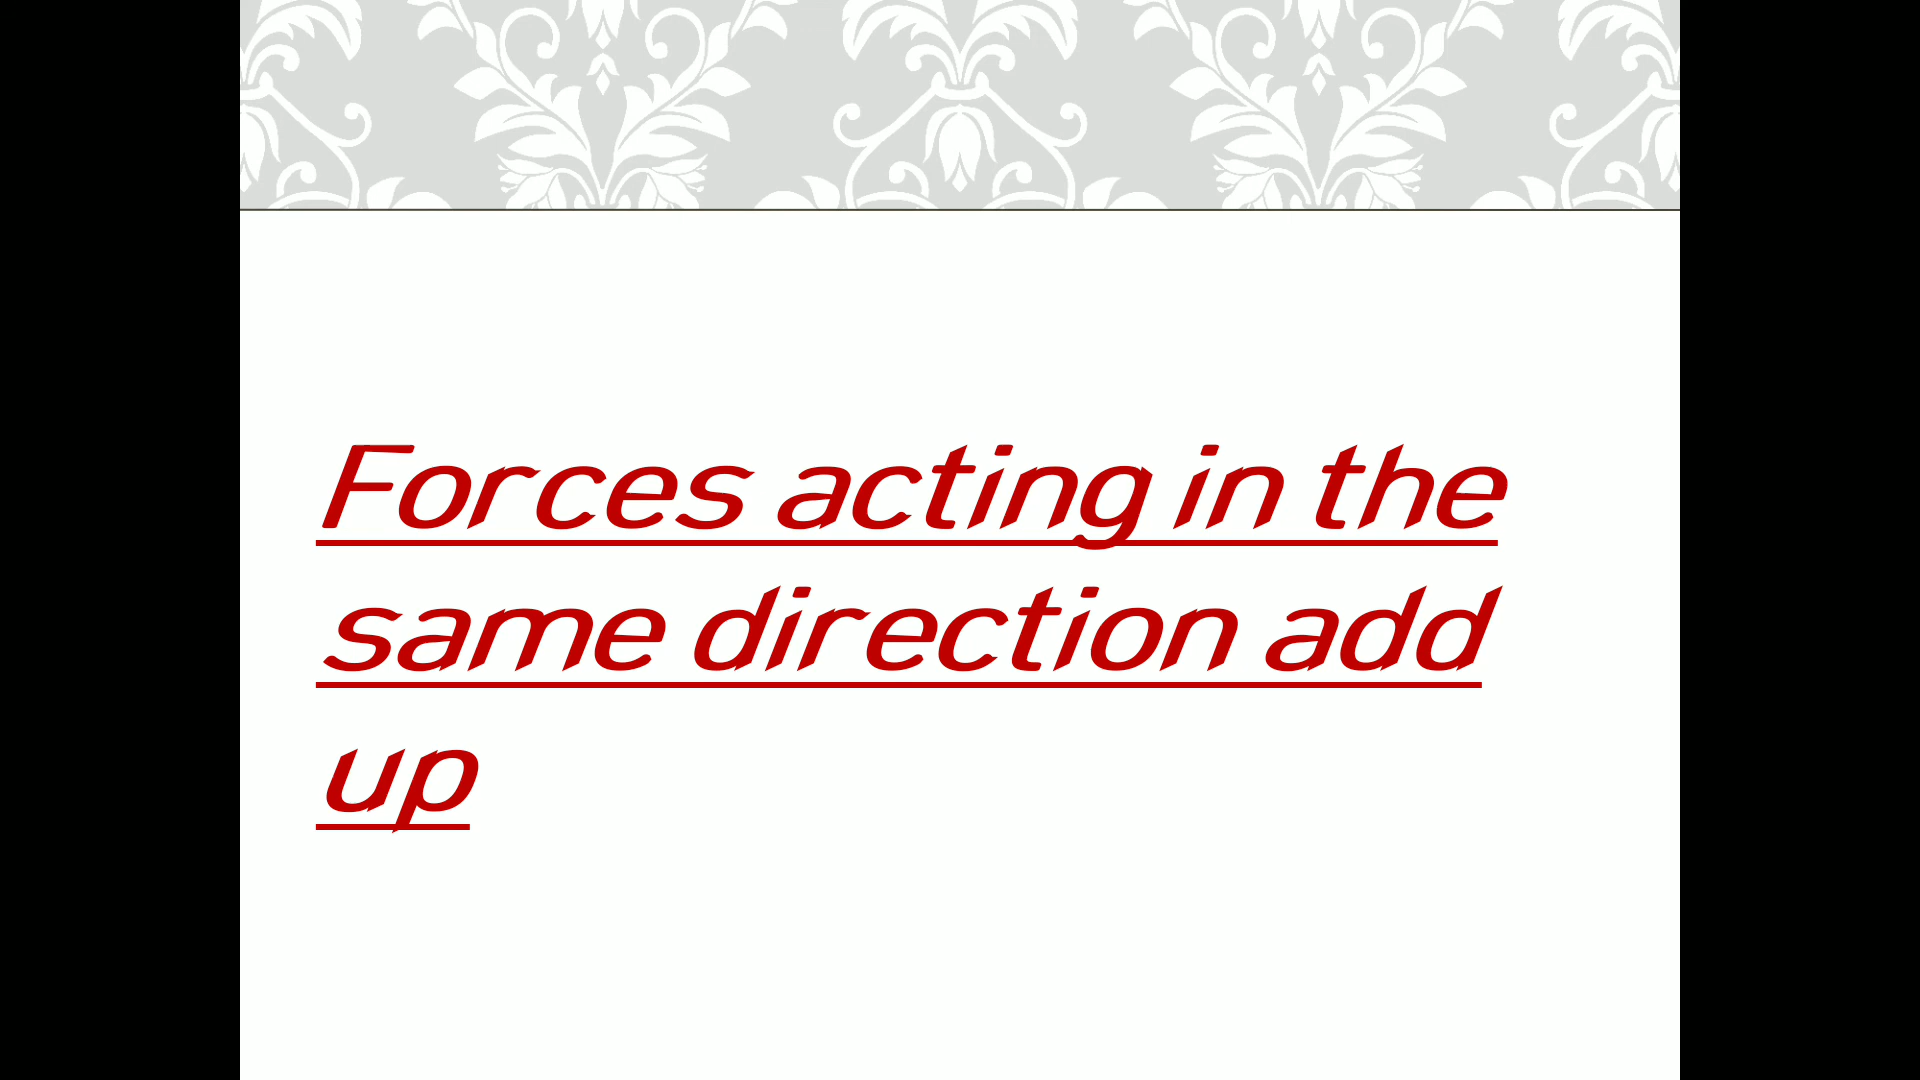 Forces acting in the
same direction add
up